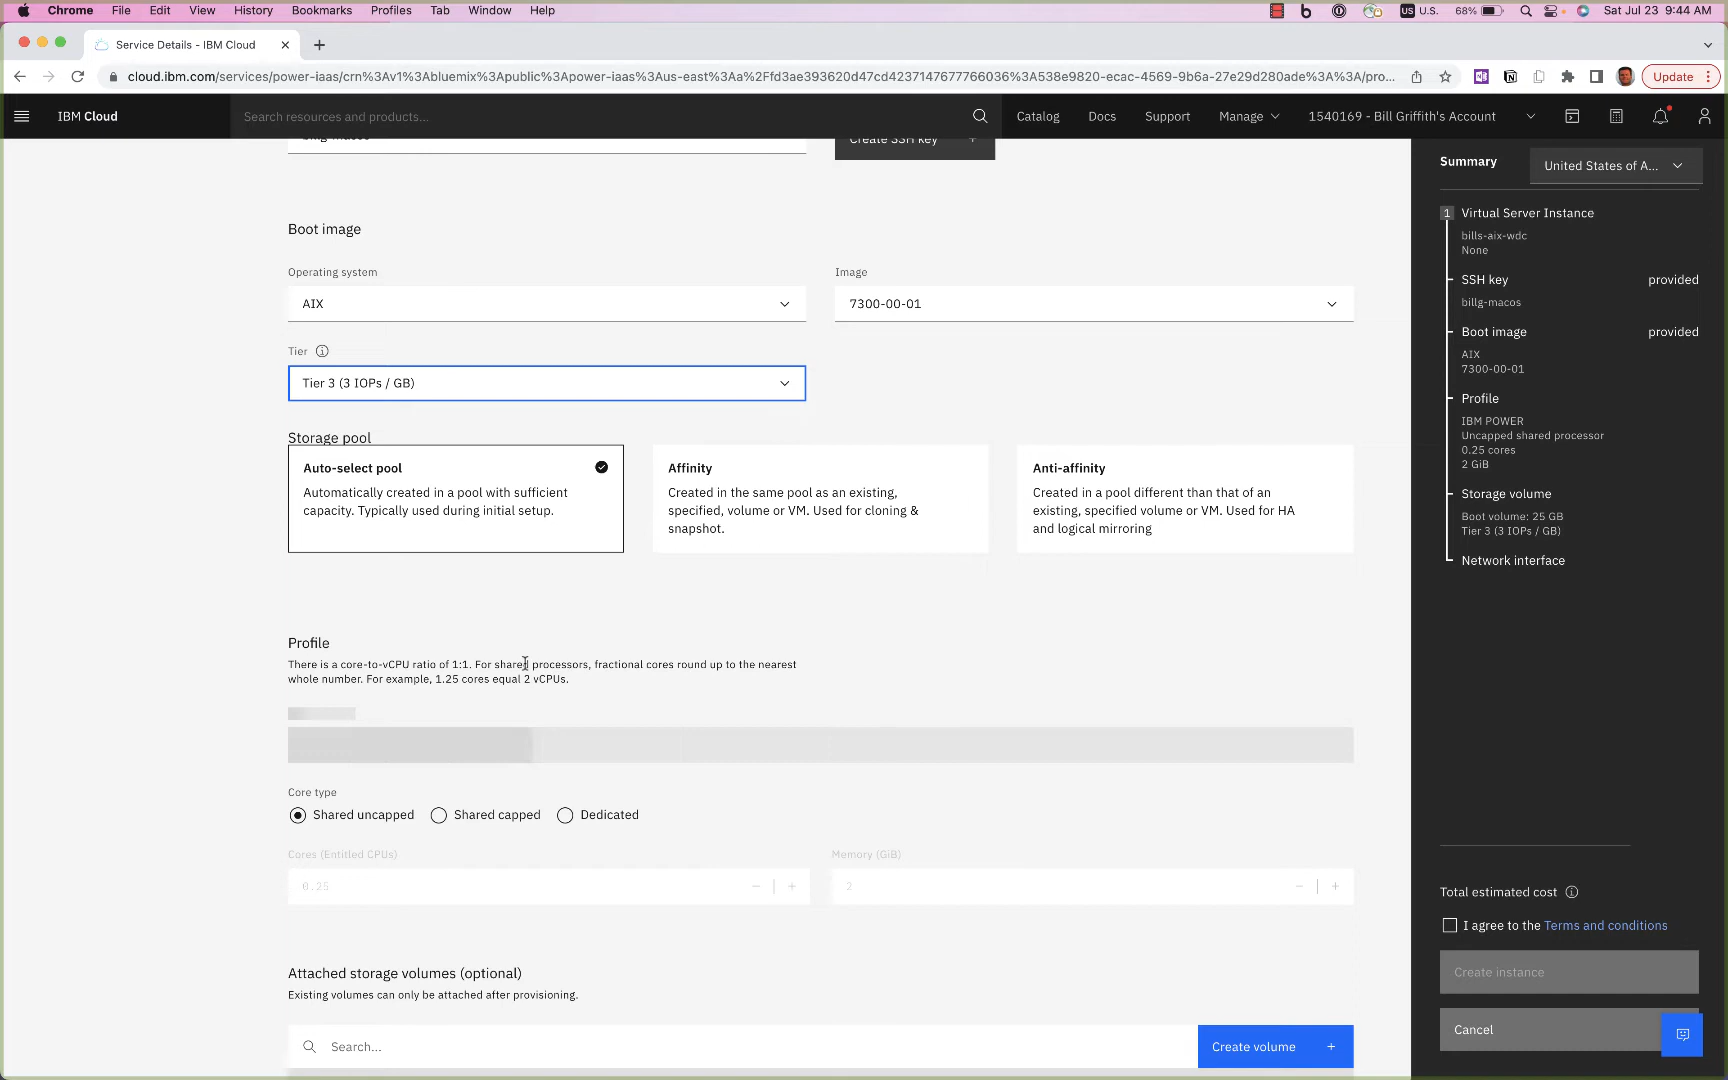 Chrome File Edit View History Bookmarks Profiles Tab Window Help
US U.S. 68% Sat Jul 23 9:44 AM
Service Details - IBM Cloud
cloud.ibm.com/services/power-iaas/crn%3Av1%3Abluemix%3Apublic%3Apower-iaas%3Aus-east%3Aa%2Ffd3ae393620d47cd4237147677766036%3A538e9820-ecac-4569-9b6a-27e29d280ade%3A%3A/pro...
Update
IBM Cloud
Search resources and products...
Catalog Docs Support Manage 1540169 - Bill Griffith's Account
Create SSH key +
Boot image
Operating system
AIX
Image
7300-00-01
Tier
Tier 3 (3 IOPs / GB)
Storage pool
Auto-select pool
Automatically created in a pool with sufficient
capacity. Typically used during initial setup.
Affinity
Created in the same pool as an existing,
specified, volume or VM. Used for cloning &
snapshot.
Anti-affinity
Created in a pool different than that of an
existing, specified volume or VM. Used for HA
and logical mirroring
Profile
There is a core-to-vCPU ratio of 1:1. For shared processors, fractional cores round up to the nearest
whole number. For example, 1.25 cores equal 2 vCPUs.
Core type
Shared uncapped
Shared capped
Dedicated
Cores (Entitled CPUs)
0.25
Memory (GiB)
2
Attached storage volumes (optional)
Existing volumes can only be attached after provisioning.
Search...
Create volume +
Summary
United States of A...
1 Virtual Server Instance
bills-aix-wdc
None
SSH key provided
billg-macos
Boot image provided
AIX
7300-00-01
Profile
IBM POWER
Uncapped shared processor
0.25 cores
2 GiB
Storage volume
Boot volume: 25 GB
Tier 3 (3 IOPs / GB)
Network interface
Total estimated cost
I agree to the Terms and conditions
Create instance
Cancel